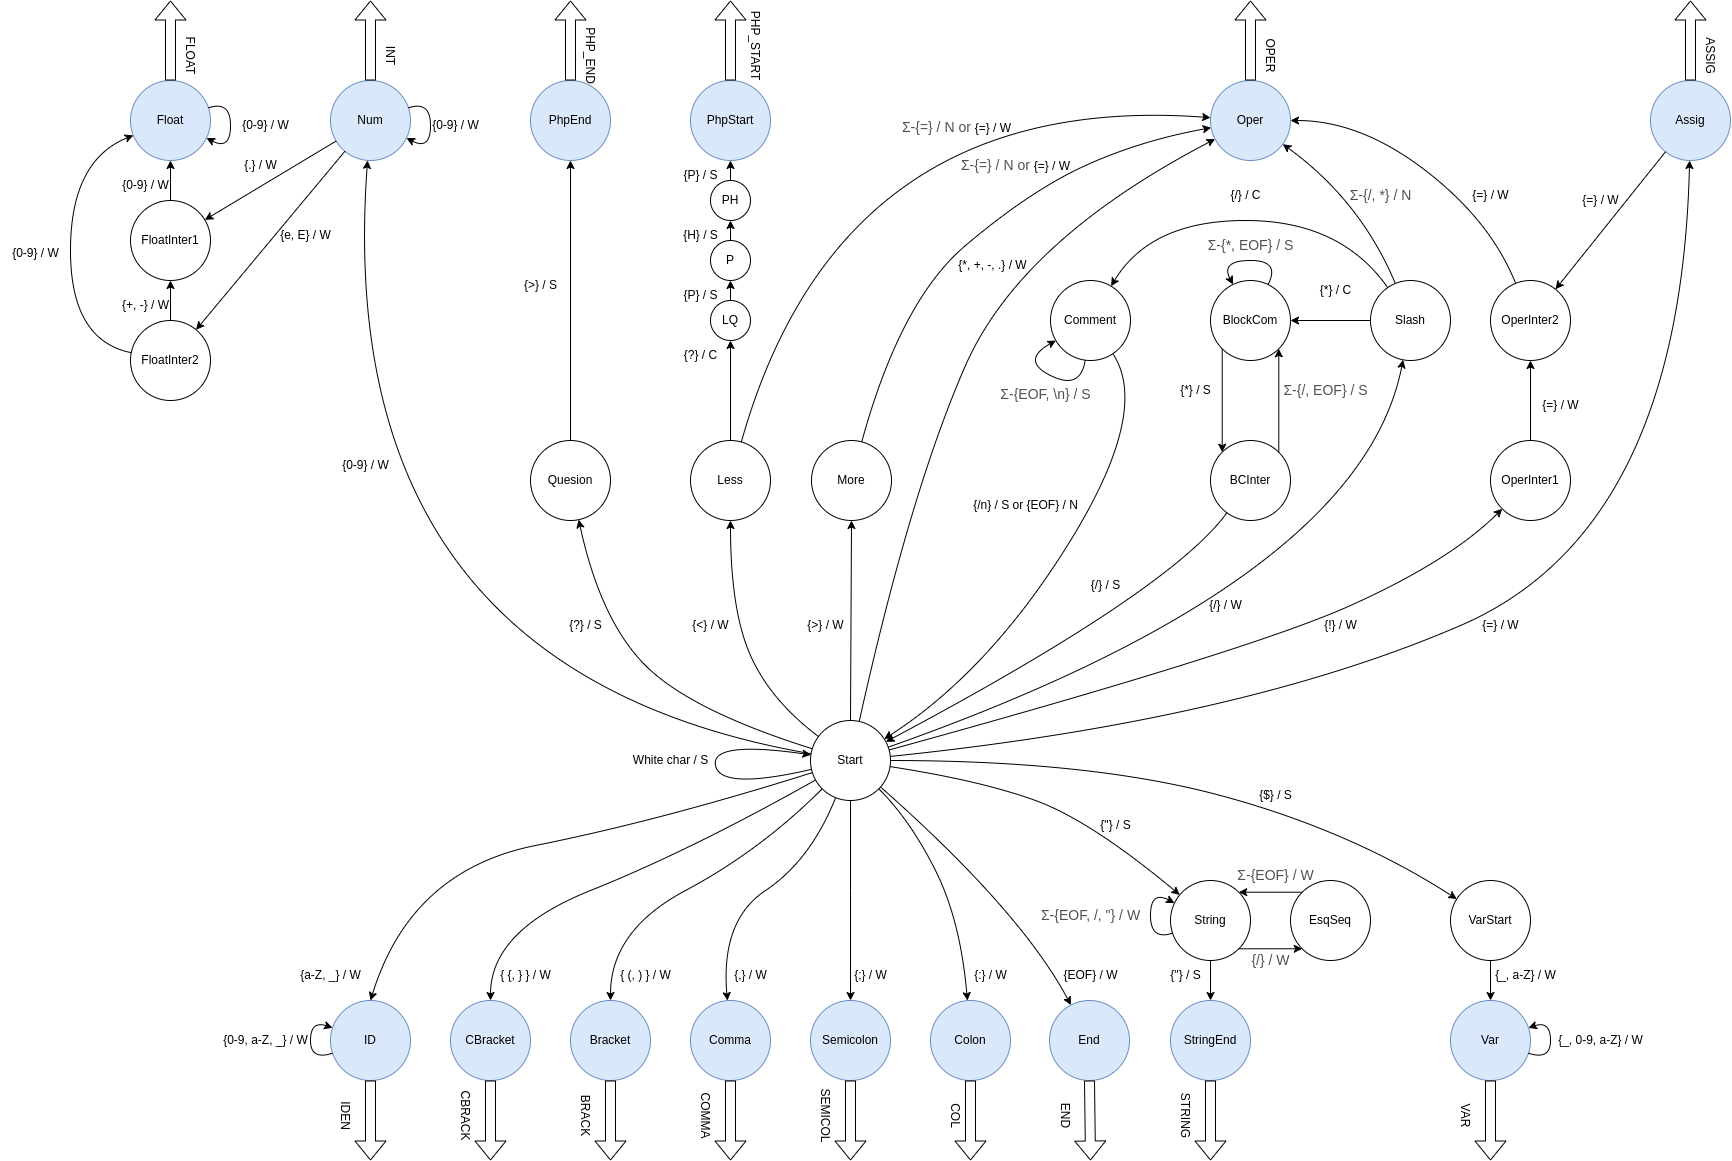 FLOAT
INT
PHP_END
PHP_START
OPER
ASSIG
Float
{0-9} / W
Num
{0-9} / W
PhpEnd
PhpStart
Σ-{=} / N or {=} / W
Oper
Assig
{.} / W
Σ-{=} / N or {=} / W
{0-9} / W
{P} / S
{/} / C
Σ-{/, *} / N
{=} / W
{=} / W
PH
FloatInter1
{e, E} / W
{H} / S
Σ-{*, EOF} / S
{0-9} / W
P
{*, +, -, .} / W
{>} / S
{P} / S
{*} / C
{+, -} / W
LQ
Comment
BlockCom
Slash
OperInter2
FloatInter2
{?} / C
Σ-{EOF, \n} / S
{*} / S
Σ-{/, EOF} / S
{=} / W
{0-9} / W
Quesion
Less
More
BCInter
OperInter1
{/n} / S or {EOF} / N
{/} / S
{/} / W
{?} / S
{<} / W
{>} / W
{!} / W
{=} / W
White char / S
Start
{$} / S
{"} / S
Σ-{EOF} / W
Σ-{EOF, /, "} / W
String
EsqSeq
VarStart
{/} / W
{a-Z, _} / W
{ {, } } / W
{ (, ) } / W
{,} / W
{;} / W
{:} / W
{EOF} / W
{"} / S
{_, a-Z} / W
{0-9, a-Z, _} / W
ID
CBracket
Bracket
Comma
Semicolon
Colon
End
StringEnd
Var
{_, 0-9, a-Z} / W
IDEN
CBRACK
BRACK
COMMA
SEMICOL
COL
END
STRING
VAR